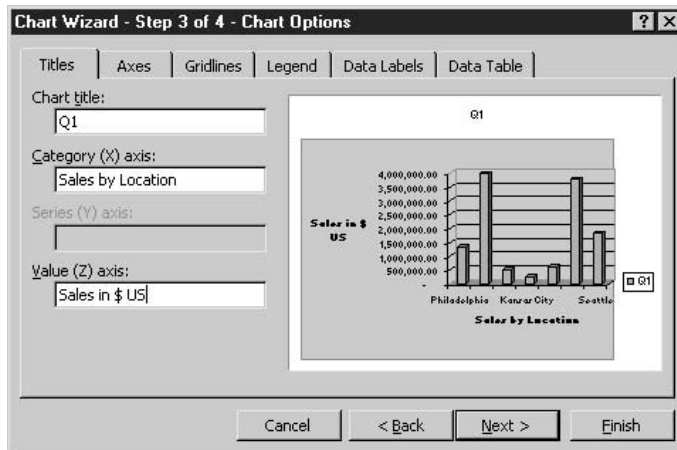 Chart Wizard - Step 3 of 4 - Chart Options
Titles Axes Gridlines Legend Data Labels Data Table
Chart title:
Q1
Category (X) axis:
Sales by Location
Series (Y) axis:
Value (Z) axis:
Sales in $ US
Q1
4,000,000.00
3,500,000.00
3,000,000.00
2,500,000.00
2,000,000.00
1,500,000.00
1,000,000.00
500,000.00
-
Sales in $
US
Philadelphia Kansas City Seattle
Sales by Location
Q1
Cancel < Back Next > Finish